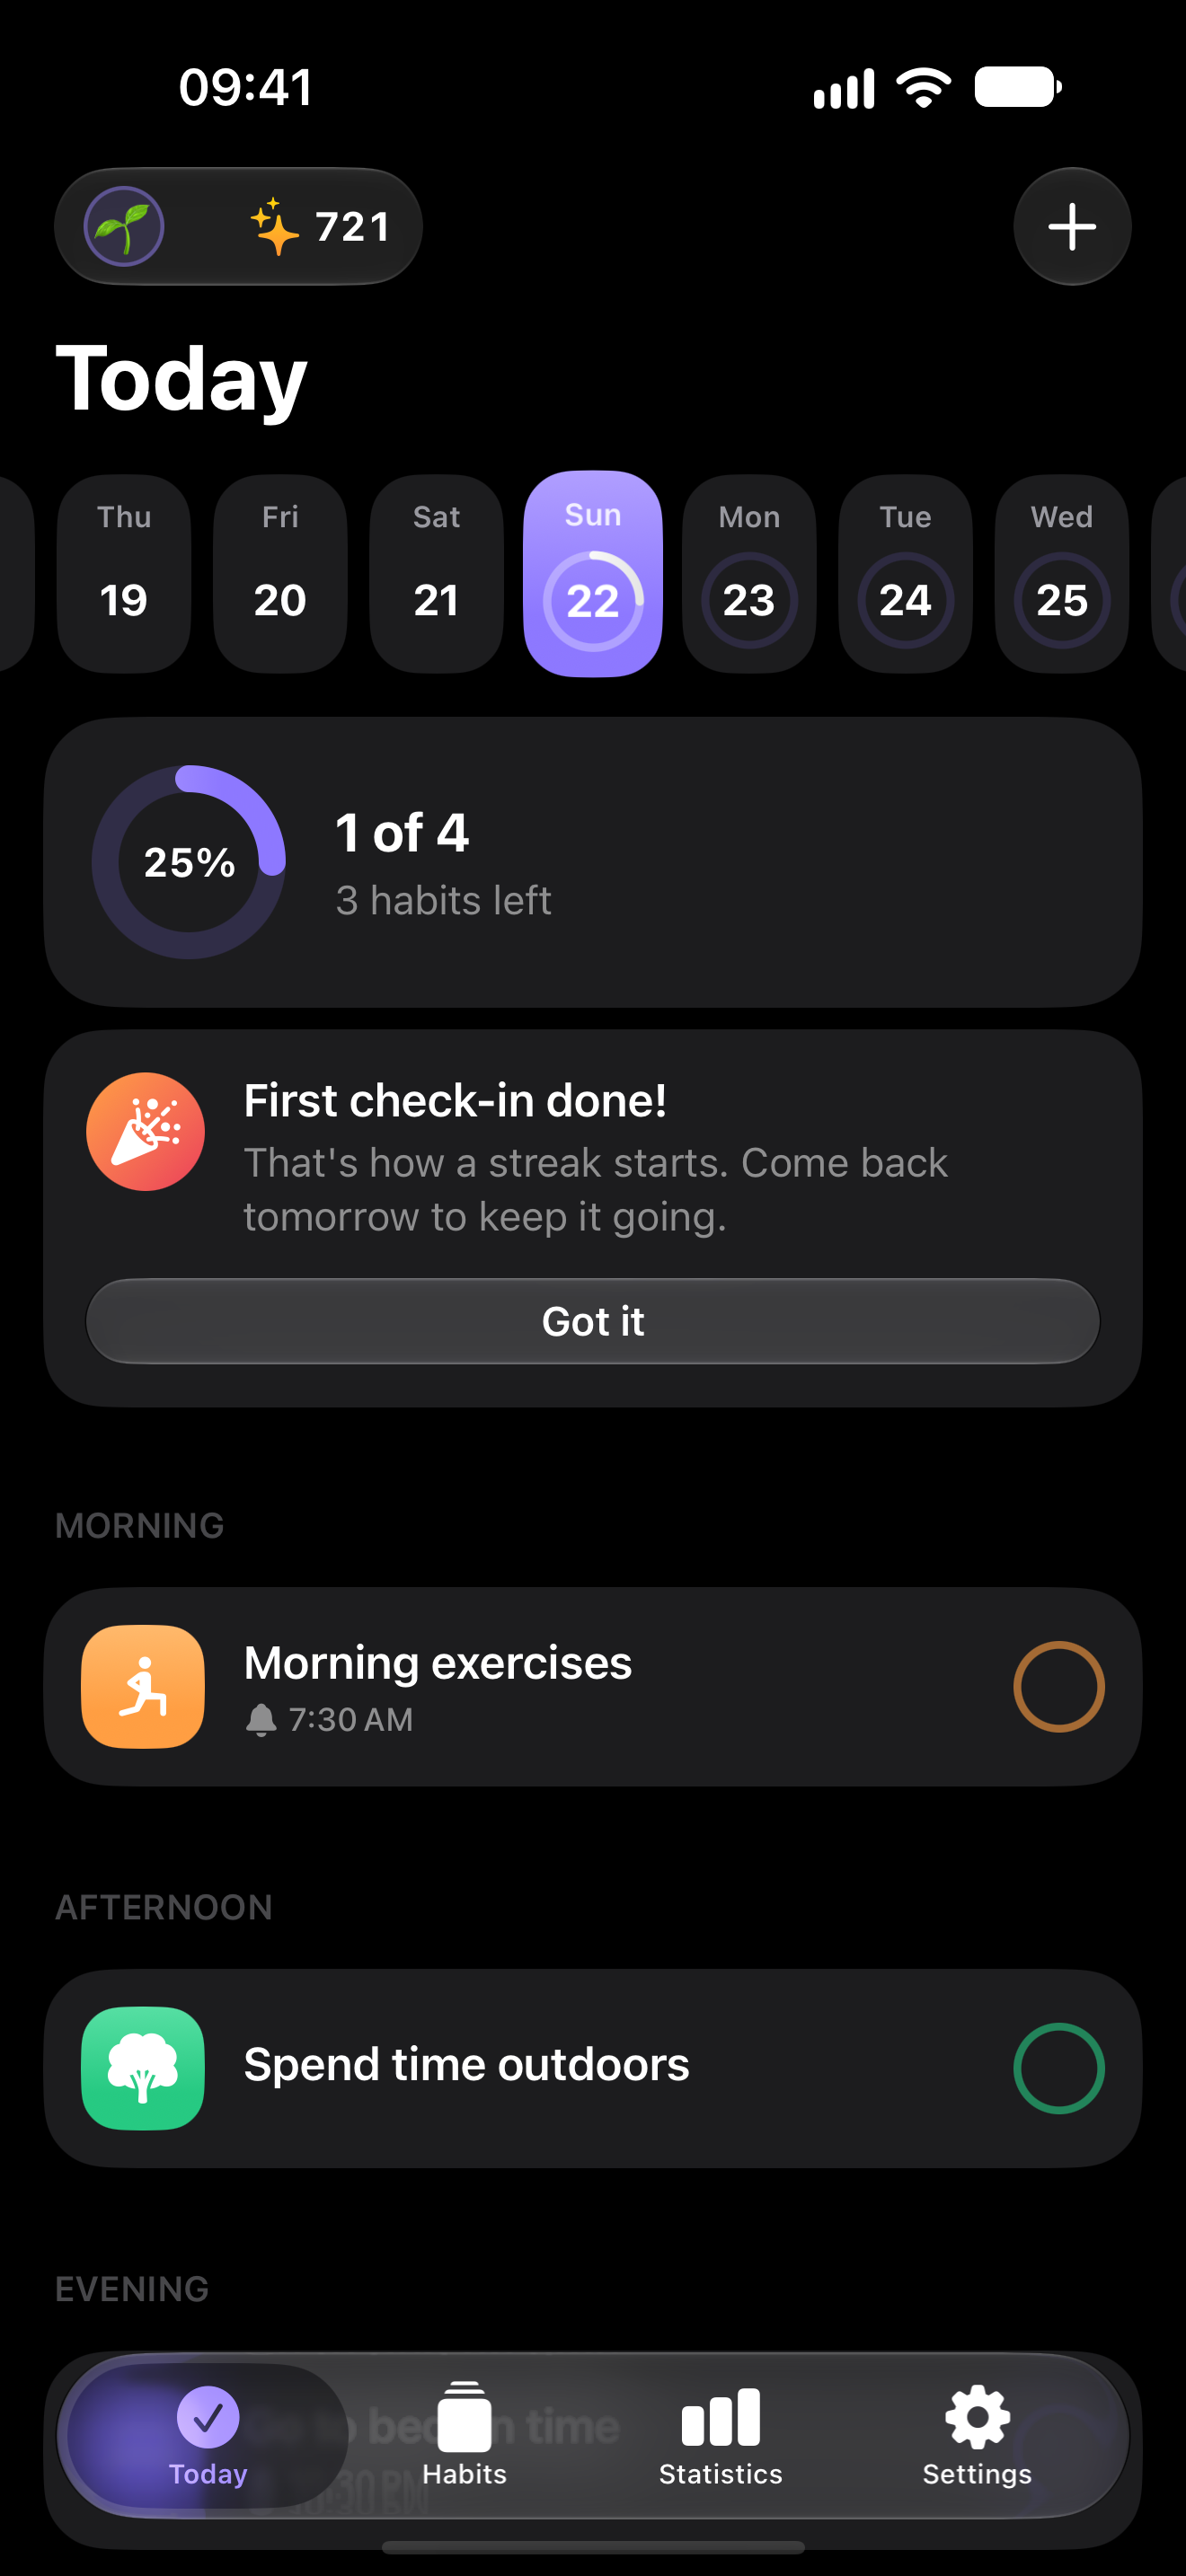 09:41
721
Today
Thu
Fri
Sat
Sun
Mon
Tue
Wed
19
20
21
22
23
24
25
25%
1 of 4
3 habits left
First check-in done!
That's how a streak starts. Come back
tomorrow to keep it going.
Got it
MORNING
Morning exercises
7:30 AM
AFTERNOON
Spend time outdoors
EVENING
time
Today
Habits
Statistics
Settings